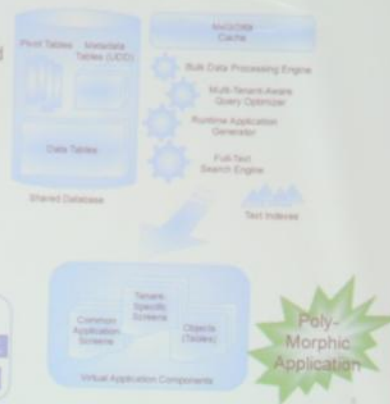 Metadata
Cache
Pivot Tables
Metadata
Tables (UDD)
Bulk Data Processing Engine
Multi-Tenant-Aware
Query Optimizer
Runtime Application
Generator
Data Tables
Full-Text
Search Engine
Shared Database
Text Indexes
Common
Application
Screens
Tenant-
Specific
Screens
Objects
(Tables)
Virtual Application Components
Poly-
Morphic
Application